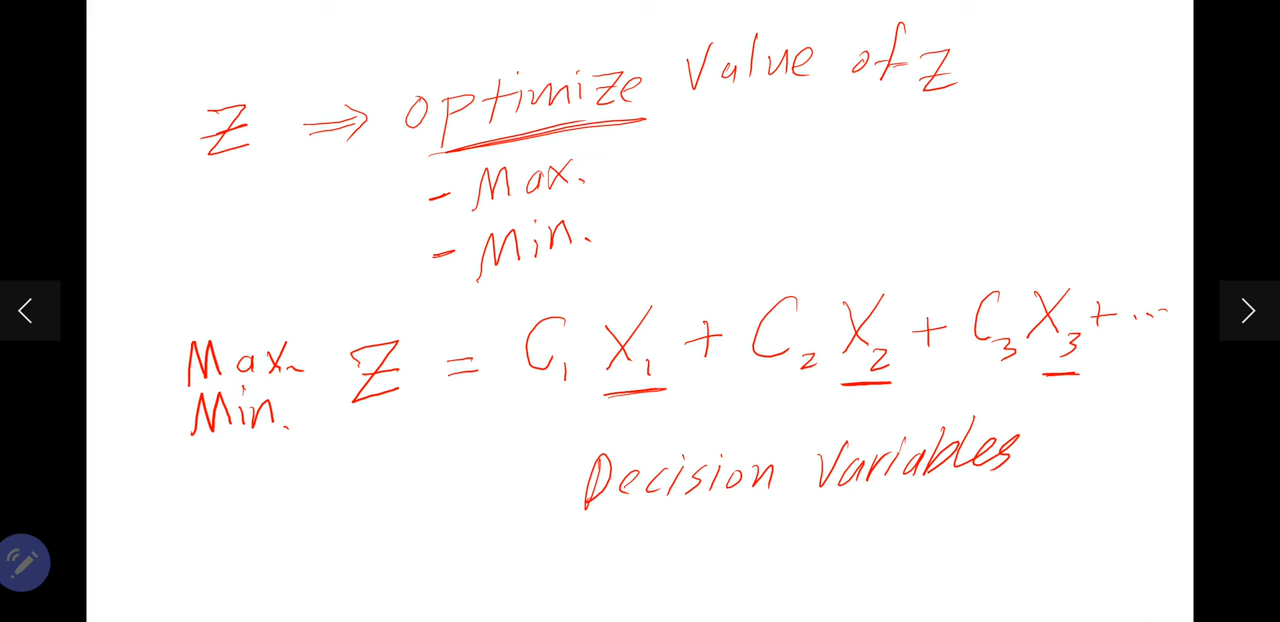 Z ⇒ Optimize Value of Z
- Max.
- Min.
Max. Z = C₁ X₁ + C₂ X₂ + C₃ X₃ + ...
Min.
Decision Variables